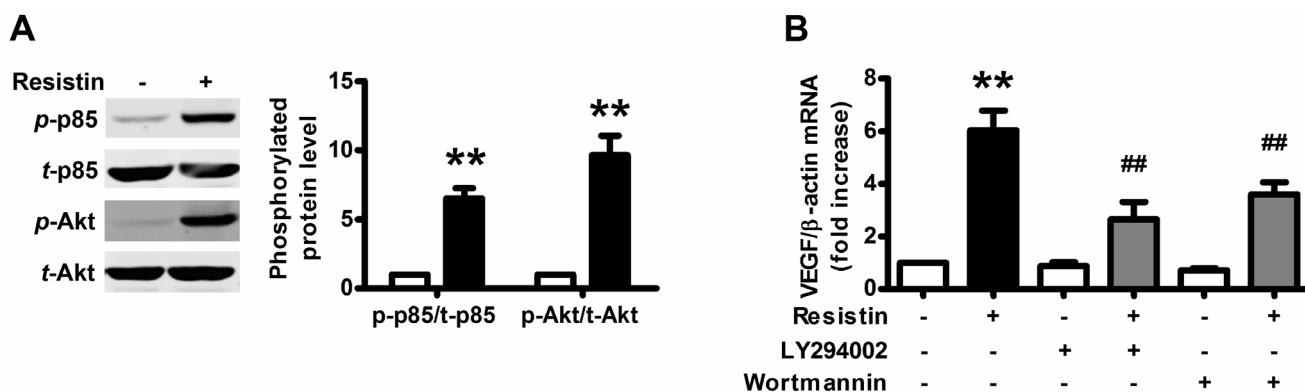 A
Resistin - +
p-p85
t-p85
p-Akt
t-Akt
Phosphorylated
protein level
15
10
5
0
**
**
p-p85/t-p85 p-Akt/t-Akt
B
VEGF/β-actin mRNA
(fold increase)
8
6
4
2
0
**
##
##
Resistin - + - + - +
LY294002 - - + + - -
Wortmannin - - - - + +